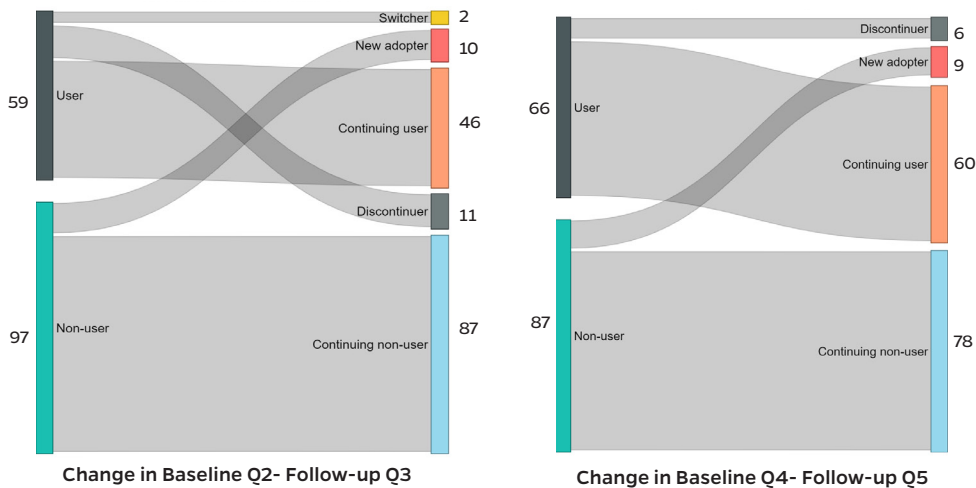 Switcher 2
New adopter 10
User
59
Continuing user 46
Discontinuer 11
Non-user
97
Continuing non-user 87
Change in Baseline Q2- Follow-up Q3
Discontinuer 6
New adopter 9
User
66
Continuing user 60
Non-user
87
Continuing non-user 78
Change in Baseline Q4- Follow-up Q5